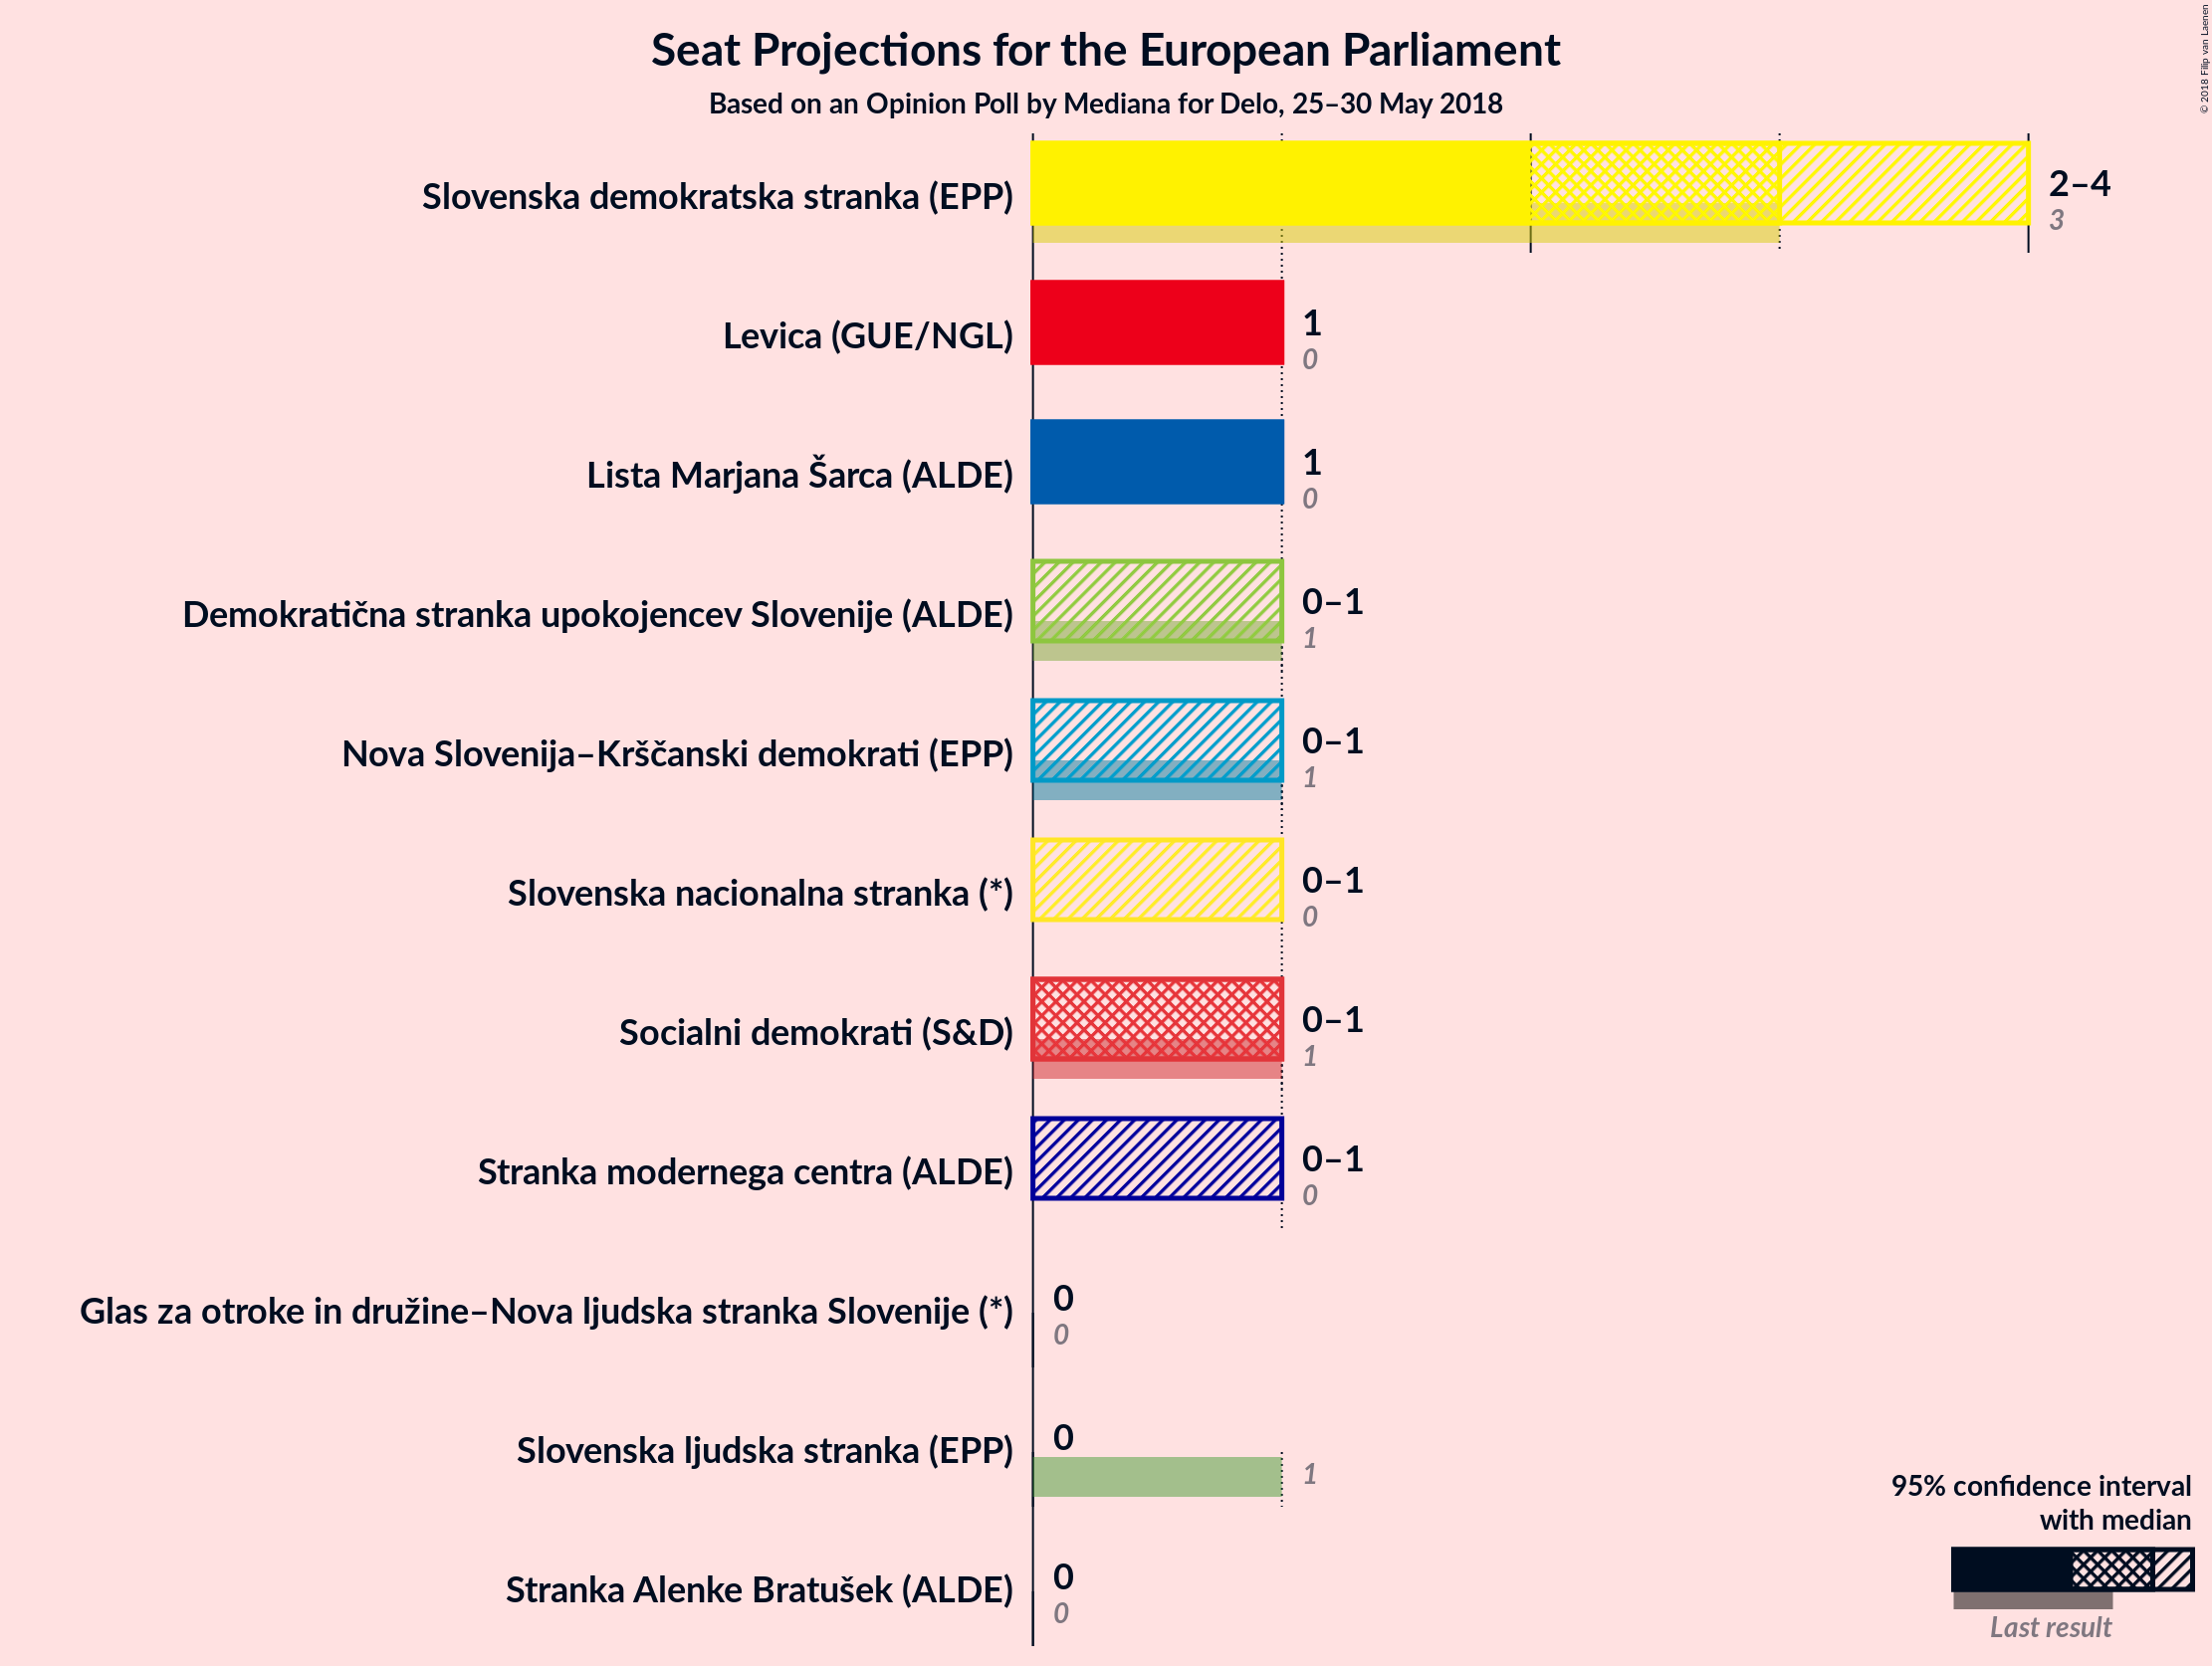 Seat Projections for the European Parliament
Based on an Opinion Poll by Mediana for Delo, 25–30 May 2018
© 2018 Filip van Laenen
Slovenska demokratska stranka (EPP)
2–4
3
Levica (GUE/NGL)
1
0
Lista Marjana Šarca (ALDE)
1
0
Demokratična stranka upokojencev Slovenije (ALDE)
0–1
1
Nova Slovenija–Krščanski demokrati (EPP)
0–1
1
Slovenska nacionalna stranka (*)
0–1
0
Socialni demokrati (S&D)
0–1
1
Stranka modernega centra (ALDE)
0–1
0
Glas za otroke in družine–Nova ljudska stranka Slovenije (*)
0
0
Slovenska ljudska stranka (EPP)
0
1
Stranka Alenke Bratušek (ALDE)
0
0
95% confidence interval
with median
Last result